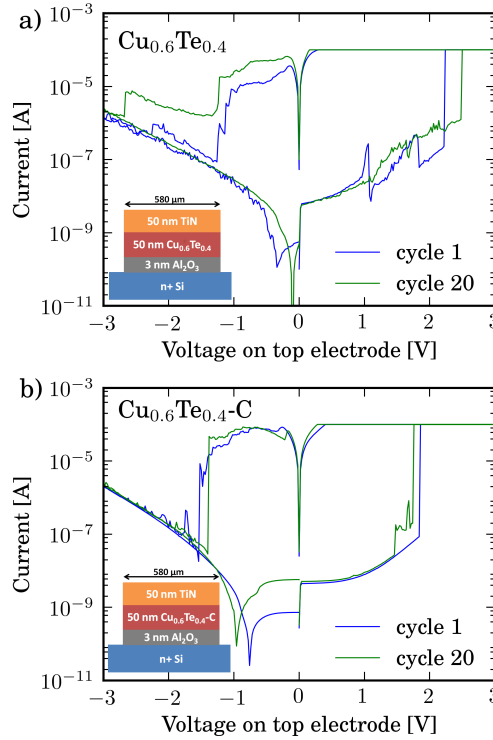 a)
Cu0.6Te0.4
10⁻³
10⁻⁵
10⁻⁷
10⁻⁹
10⁻¹¹
Current [A]
580 µm
50 nm TiN
50 nm Cu0.6Te0.4
3 nm Al2O3
n+ Si
cycle 1
cycle 20
−3 −2 −1 0 1 2 3
Voltage on top electrode [V]
b)
Cu0.6Te0.4-C
10⁻³
10⁻⁵
10⁻⁷
10⁻⁹
10⁻¹¹
Current [A]
580 µm
50 nm TiN
50 nm Cu0.6Te0.4-C
3 nm Al2O3
n+ Si
cycle 1
cycle 20
−3 −2 −1 0 1 2 3
Voltage on top electrode [V]